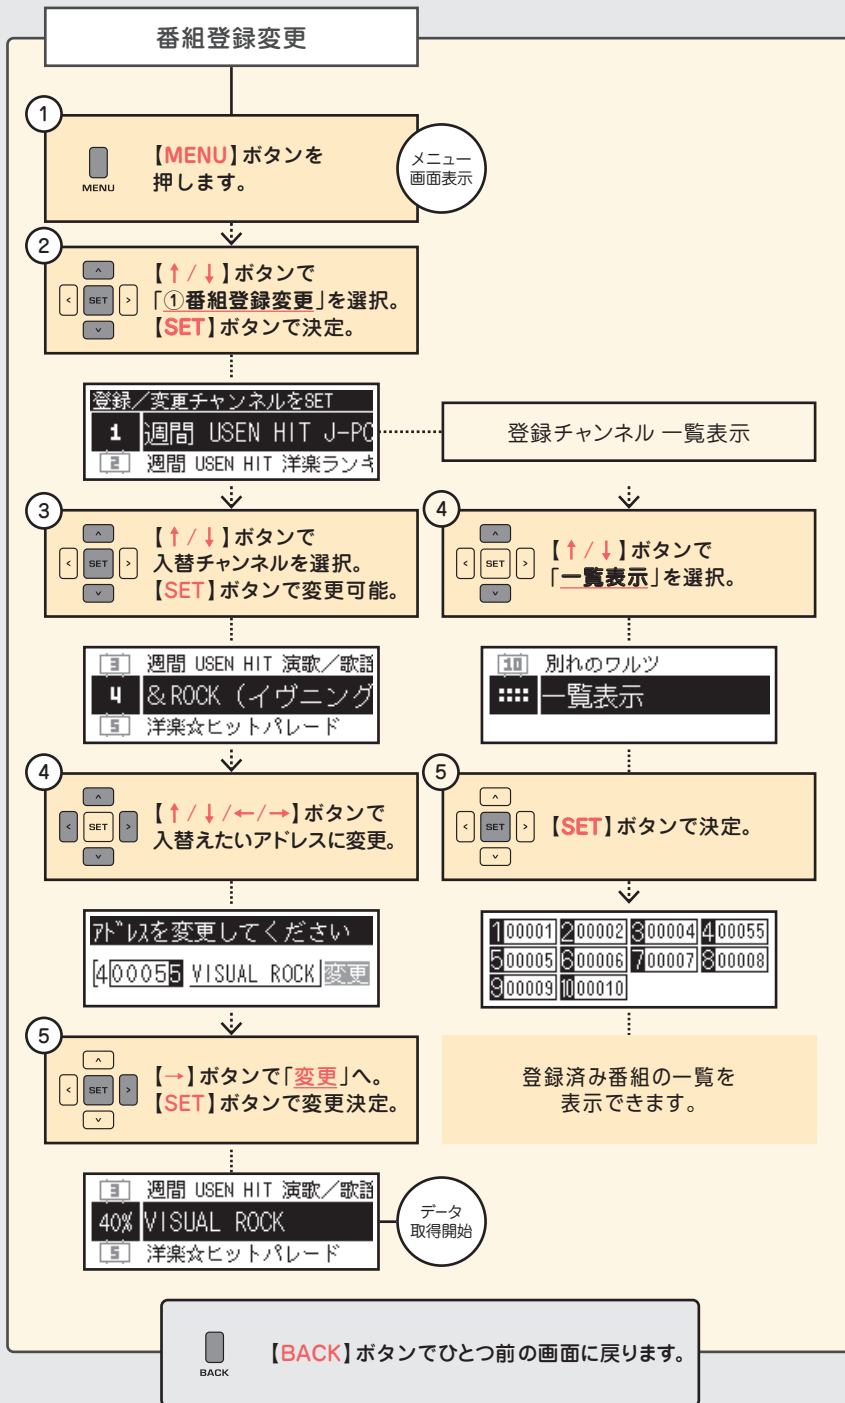 番組登録変更
1
MENU
【MENU】ボタンを
押します。
メニュー
画面表示
2
SET
【↑/↓】ボタンで
「①番組登録変更」を選択。
【SET】ボタンで決定。
登録/変更チャンネルをSET
1 週間 USEN HIT J-PO
2 週間 USEN HIT 洋楽ランキ
登録チャンネル 一覧表示
3
SET
【↑/↓】ボタンで
入替チャンネルを選択。
【SET】ボタンで変更可能。
3 週間 USEN HIT 演歌/歌謡
4 &ROCK (イヴニング
5 洋楽☆ヒットパレード
4
SET
【↑/↓/←/→】ボタンで
入替えたいアドレスに変更。
アドレスを変更してください
4 00055 VISUAL ROCK 変更
5
SET
【→】ボタンで「変更」へ。
【SET】ボタンで変更決定。
3 週間 USEN HIT 演歌/歌謡
40% VISUAL ROCK
5 洋楽☆ヒットパレード
データ
取得開始
4
SET
【↑/↓】ボタンで
「一覧表示」を選択。
10 別れのワルツ
一覧表示
5
SET
【SET】ボタンで決定。
1 00001 2 00002 3 00004 4 00055
5 00005 6 00006 7 00007 8 00008
9 00009 10 00010
登録済み番組の一覧を
表示できます。
BACK
【BACK】ボタンでひとつ前の画面に戻ります。